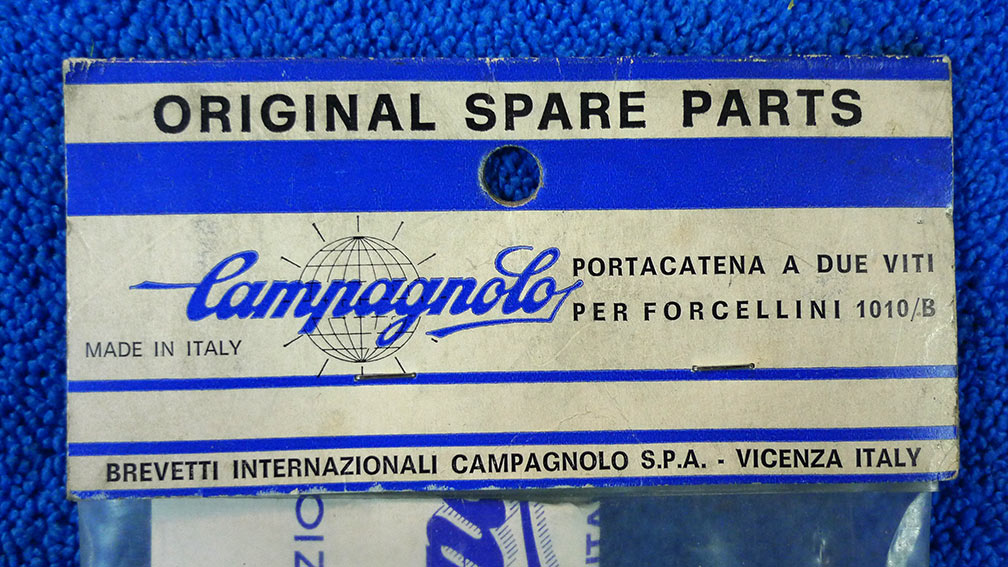 ORIGINAL SPARE PARTS
Campagnolo
PORTACATENA A DUE VITI
PER FORCELLINI 1010/B
MADE IN ITALY
BREVETTI INTERNAZIONALI CAMPAGNOLO S.P.A. - VICENZA ITALY